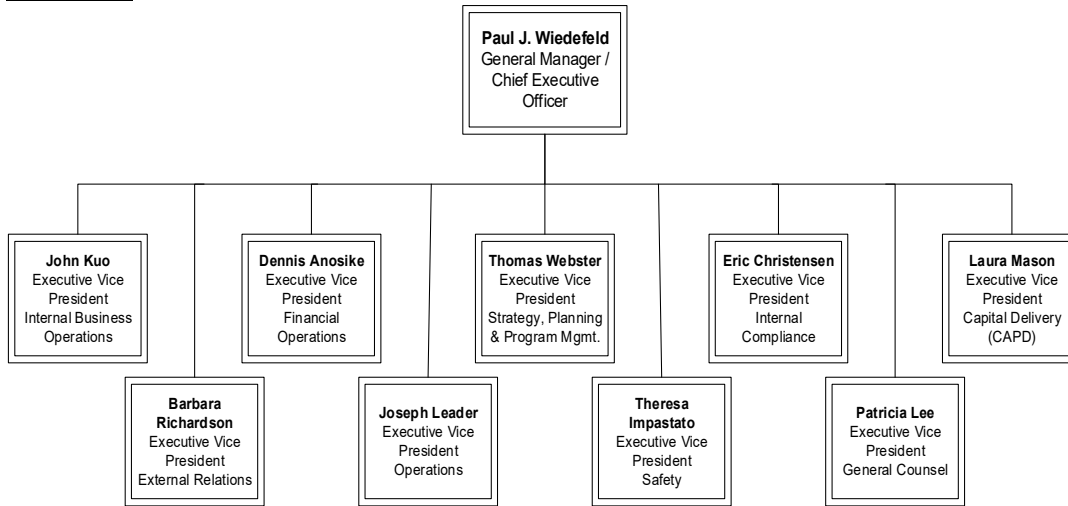 Paul J. Wiedefeld
General Manager /
Chief Executive
Officer
John Kuo
Executive Vice
President
Internal Business
Operations
Dennis Anosike
Executive Vice
President
Financial
Operations
Thomas Webster
Executive Vice
President
Strategy, Planning
& Program Mgmt.
Eric Christensen
Executive Vice
President
Internal
Compliance
Laura Mason
Executive Vice
President
Capital Delivery
(CAPD)
Barbara
Richardson
Executive Vice
President
External Relations
Joseph Leader
Executive Vice
President
Operations
Theresa
Impastato
Executive Vice
President
Safety
Patricia Lee
Executive Vice
President
General Counsel